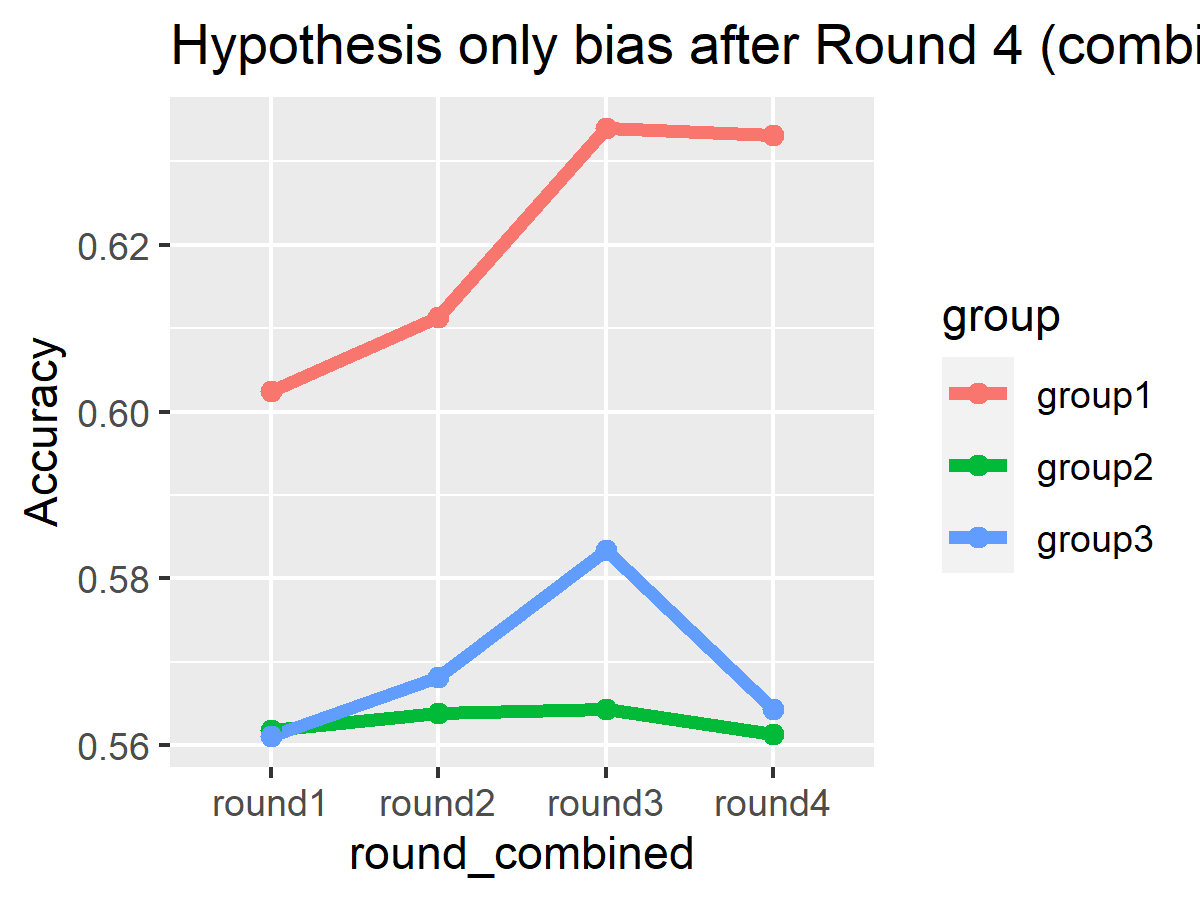 Hypothesis only bias after Round 4 (combi
Accuracy
0.62
0.60
0.58
0.56
round1 round2 round3 round4
round_combined
group
group1
group2
group3